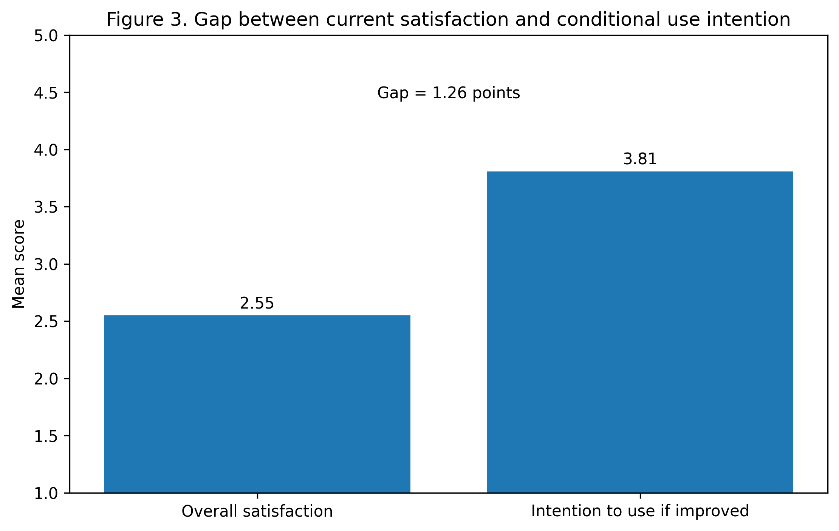 Figure 3. Gap between current satisfaction and conditional use intention
5.0
4.5
4.0
3.5
3.0
2.5
2.0
1.5
1.0
Mean score
Gap = 1.26 points
2.55
3.81
Overall satisfaction
Intention to use if improved